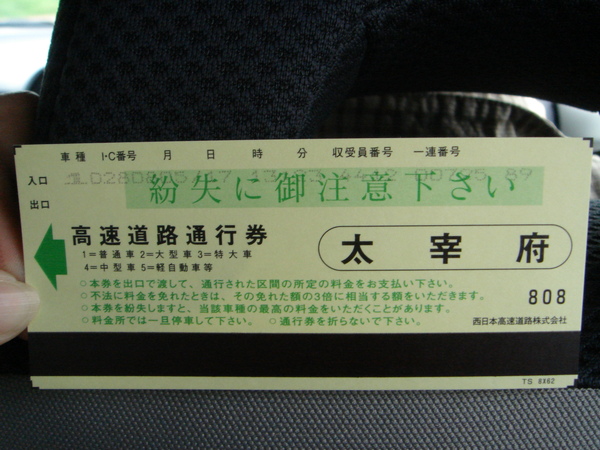 車種 I・C番号 月 日 時 分 収受員番号 一連番号
入口
出口
紛失に御注意下さい
高速道路通行券
1=普通車 2=大型車 3=特大車
4=中型車 5=軽自動車等
太宰府
○本券を出口で渡して、通行された区間の所定の料金をお支払い下さい。
○不法に料金を免れたときは、その免れた額の3倍に相当する額をいただきます。
○本券を紛失しますと、当該車種の最高の料金をいただくことがあります。
○料金所では一旦停車して下さい。 ○通行券を折らないで下さい。
808
西日本高速道路株式会社
TS 8X62